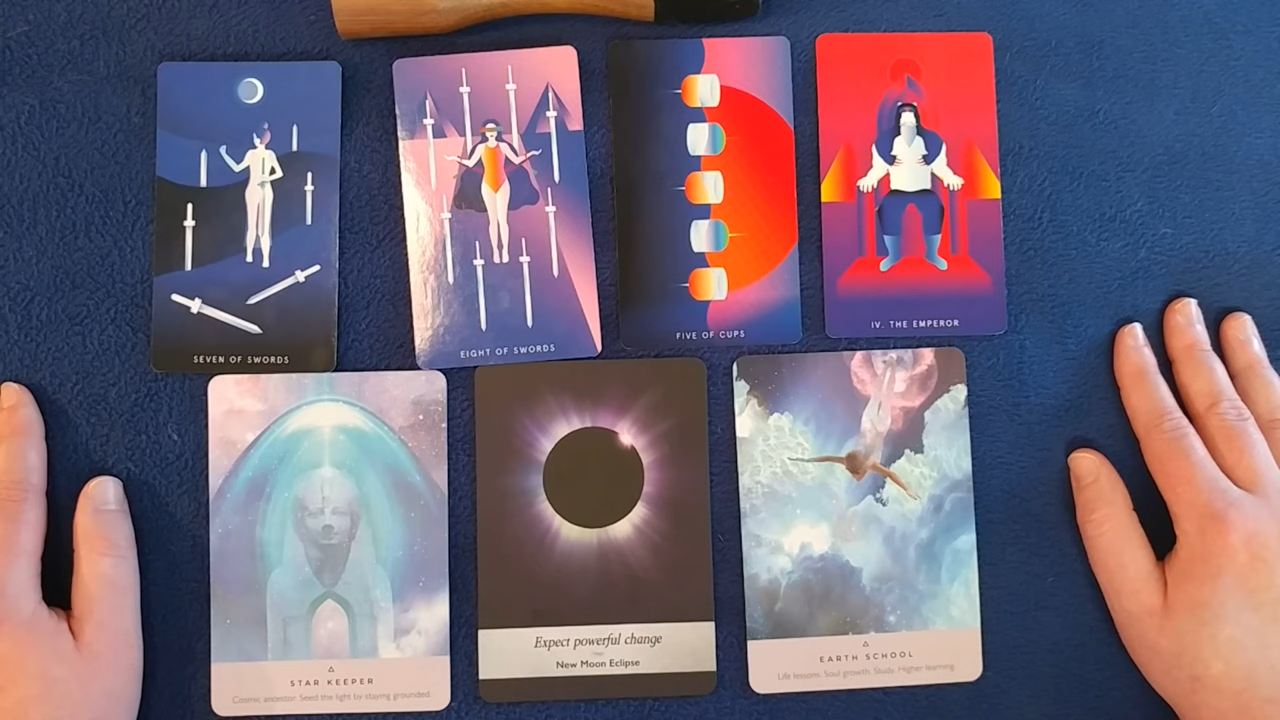 SEVEN OF SWORDS
EIGHT OF SWORDS
FIVE OF CUPS
IV. THE EMPEROR
STAR KEEPER
Cosmic ancestor. Seed the light by staying grounded.
Expect powerful change
New Moon Eclipse
EARTH SCHOOL
Life lessons. Soul growth. Study. Higher learning.